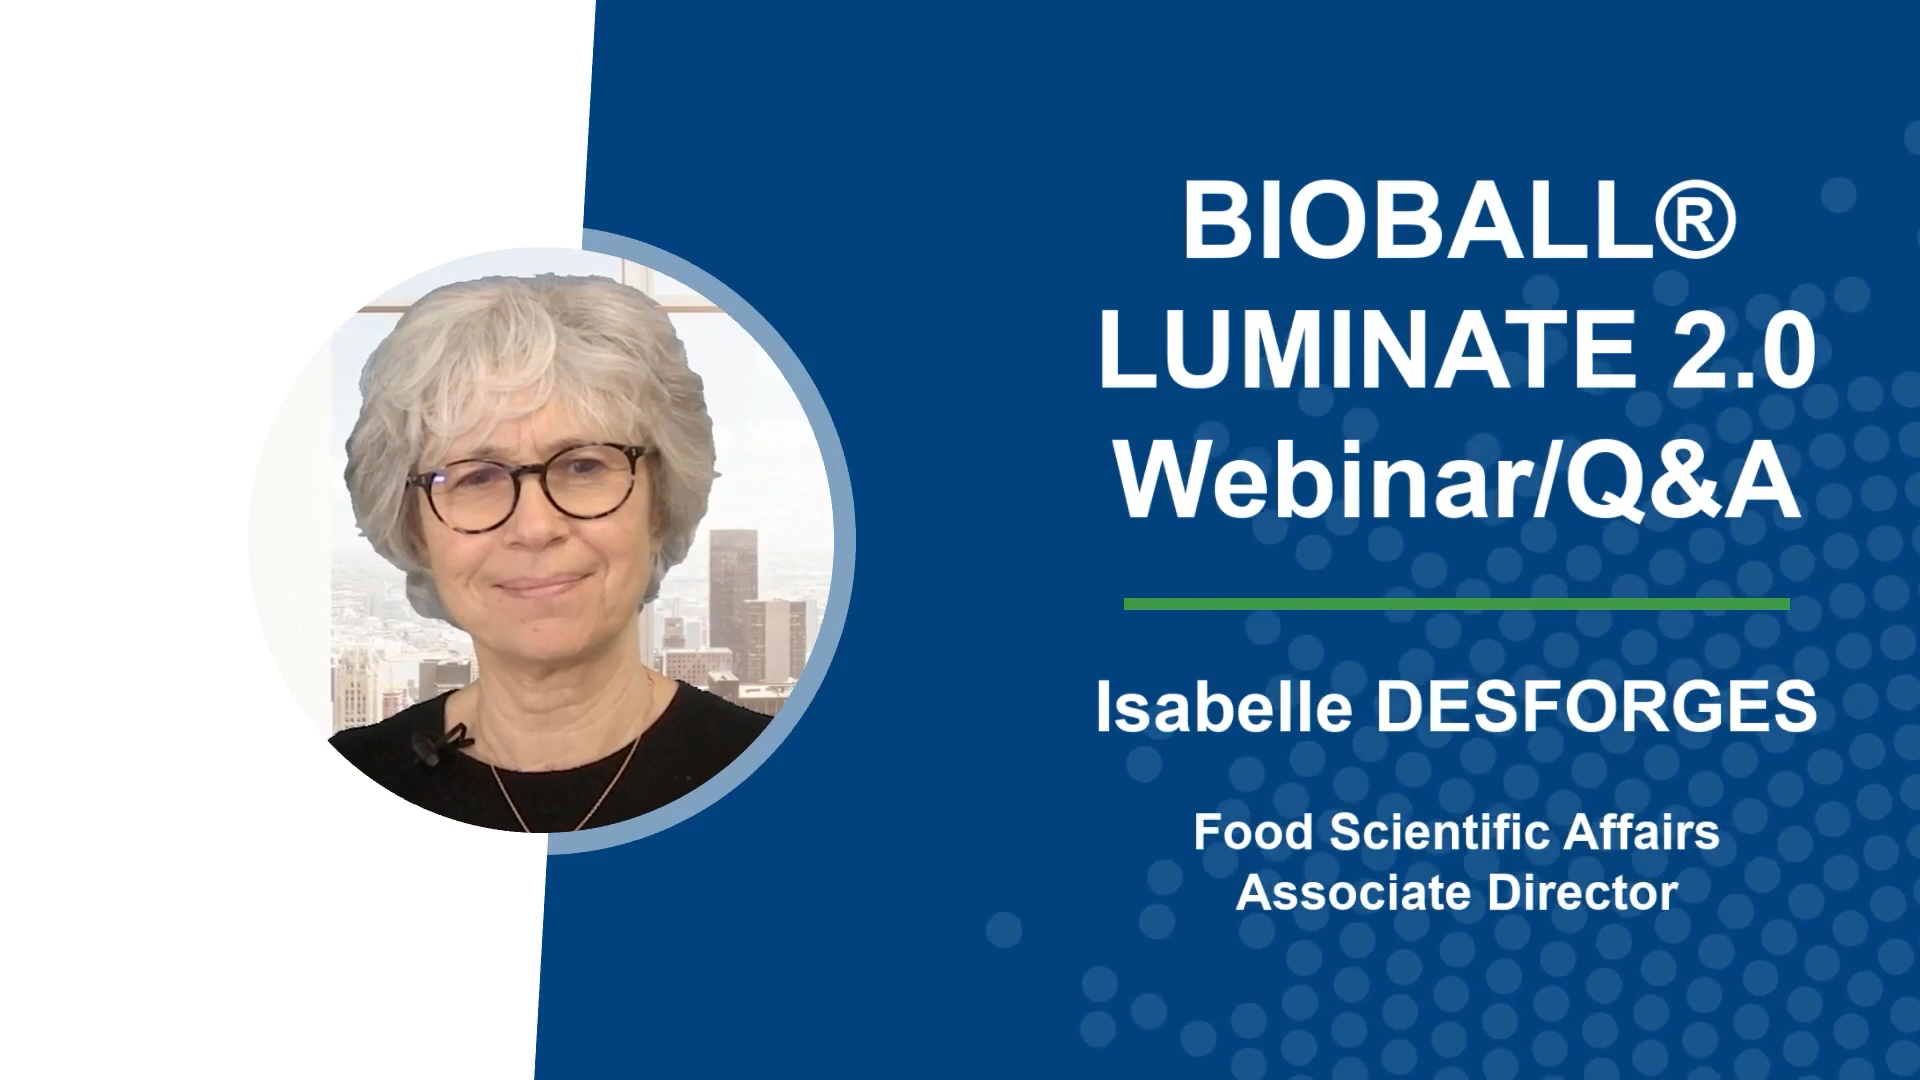 BIOBALL®
LUMINATE 2.0
Webinar/Q&A
Isabelle DESFORGES
Food Scientific Affairs
Associate Director